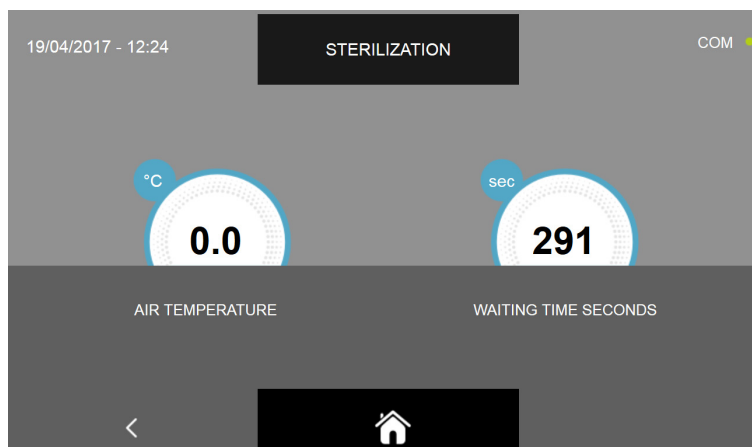 19/04/2017 - 12:24
STERILIZATION
COM
°C
sec
0.0
291
AIR TEMPERATURE
WAITING TIME SECONDS